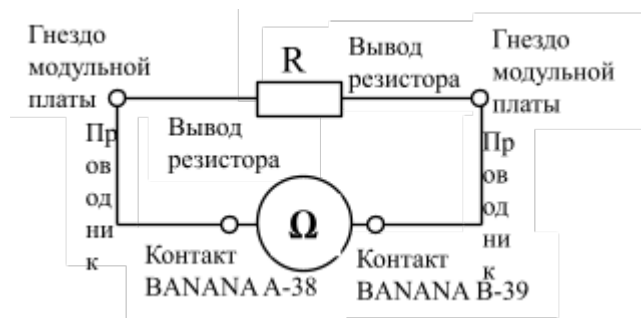 Гнездо
модульной
платы
R
Вывод
резистора
Гнездо
модульной
платы
Пр
ов
од
ни
к
Вывод
резистора
Пр
ов
од
ни
к
Ω
Контакт
BANANA A-38
Контакт
BANANA B-39